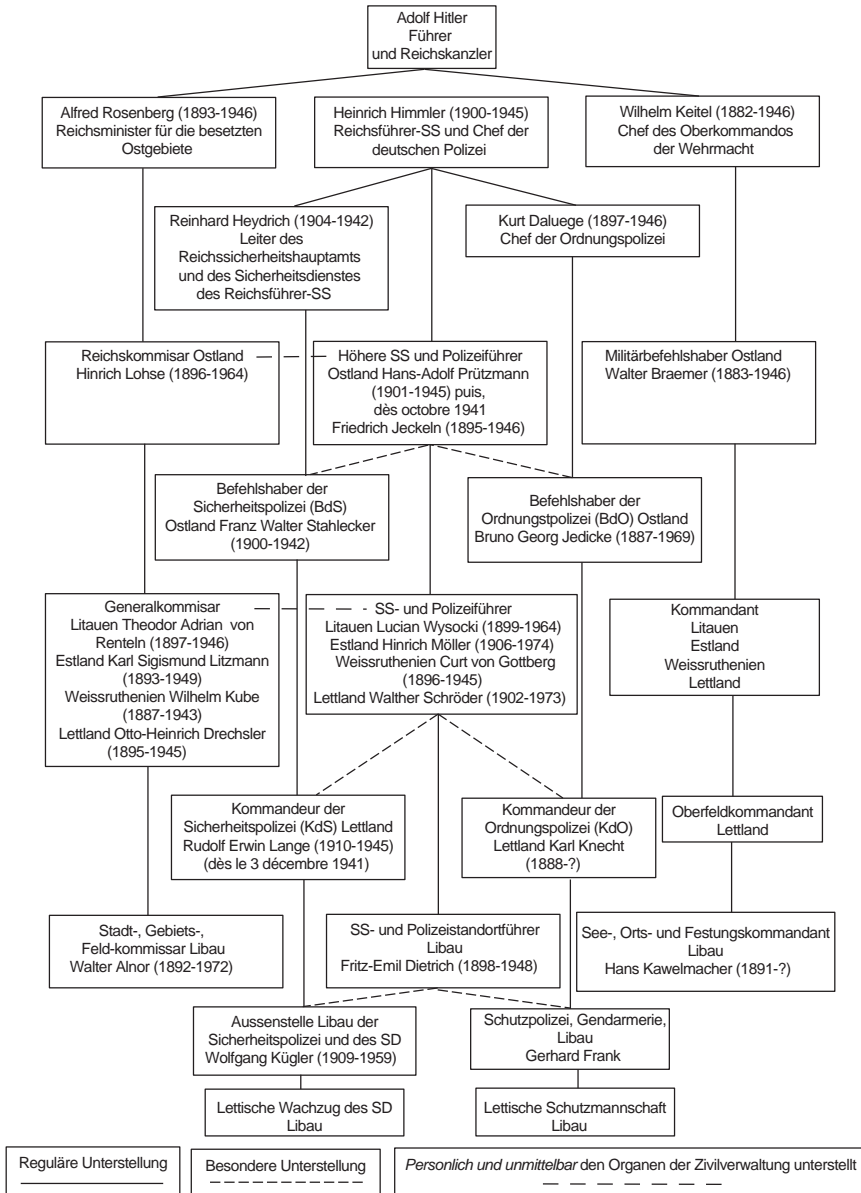 Adolf Hitler
Führer
und Reichskanzler
Alfred Rosenberg (1893-1946)
Reichsminister für die besetzten
Ostgebiete
Heinrich Himmler (1900-1945)
Reichsführer-SS und Chef der
deutschen Polizei
Wilhelm Keitel (1882-1946)
Chef des Oberkommandos
der Wehrmacht
Reinhard Heydrich (1904-1942)
Leiter des
Reichssicherheitshauptamts
und des Sicherheitsdienstes
des Reichsführer-SS
Kurt Daluege (1897-1946)
Chef der Ordnungspolizei
Reichskommisar Ostland
Hinrich Lohse (1896-1964)
Höhere SS und Polizeiführer
Ostland Hans-Adolf Prützmann
(1901-1945) puis,
dès octobre 1941
Friedrich Jeckeln (1895-1946)
Militärbefehshaber Ostland
Walter Braemer (1883-1946)
Befehlshaber der
Sicherheitspolizei (BdS)
Ostland Franz Walter Stahlecker
(1900-1942)
Befehlshaber der
Ordnungstpolizei (BdO) Ostland
Bruno Georg Jedicke (1887-1969)
Generalkommisar
Litauen Theodor Adrian von
Renteln (1897-1946)
Estland Karl Sigismund Litzmann
(1893-1949)
Weissruthenien Wilhelm Kube
(1887-1943)
Lettland Otto-Heinrich Drechsler
(1895-1945)
SS- und Polizeiführer
Litauen Lucian Wysocki (1899-1964)
Estland Hinrich Möller (1906-1974)
Weissruthenien Curt von Gottberg
(1896-1945)
Lettland Walther Schröder (1902-1973)
Kommandant
Litauen
Estland
Weissruthenien
Lettland
Kommandeur der
Sicherheitspolizei (KdS) Lettland
Rudolf Erwin Lange (1910-1945)
(dès le 3 décembre 1941)
Kommandeur der
Ordnungspolizei (KdO)
Lettland Karl Knecht
(1888-?)
Oberfeldkommandant
Lettland
Stadt-, Gebiets-,
Feld-kommissar Libau
Walter Alnor (1892-1972)
SS- und Polizeistandortführer
Libau
Fritz-Emil Dietrich (1898-1948)
See-, Orts- und Festungskommandant
Libau
Hans Kawelmacher (1891-?)
Aussenstelle Libau der
Sicherheitspolizei und des SD
Wolfgang Kügler (1909-1959)
Schutzpolizei, Gendarmerie,
Libau
Gerhard Frank
Lettische Wachzug des SD
Libau
Lettische Schutzmannschaft
Libau
Reguläre Unterstellung
Besondere Unterstellung
Personlich und unmittelbar den Organen der Zivilverwaltung unterstellt